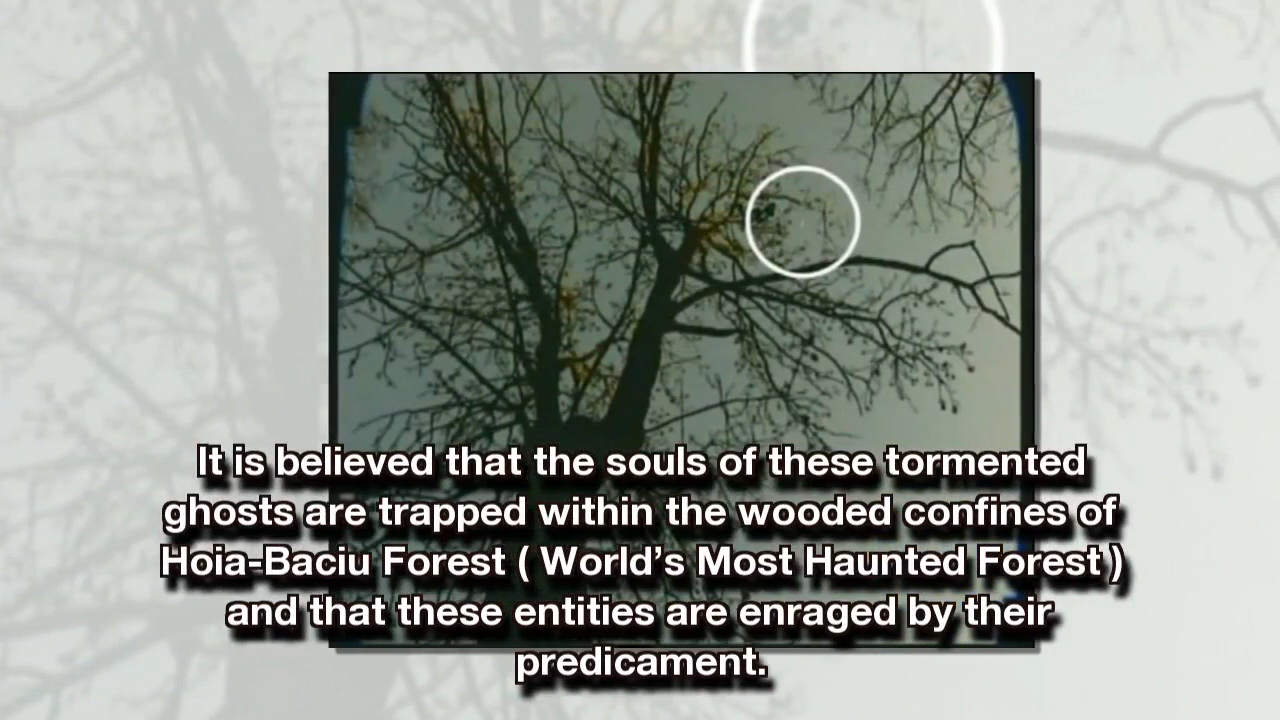 It is believed that the souls of these tormented
ghosts are trapped within the wooded confines of
Hoia-Baciu Forest ( World’s Most Haunted Forest )
and that these entities are enraged by their
predicament.